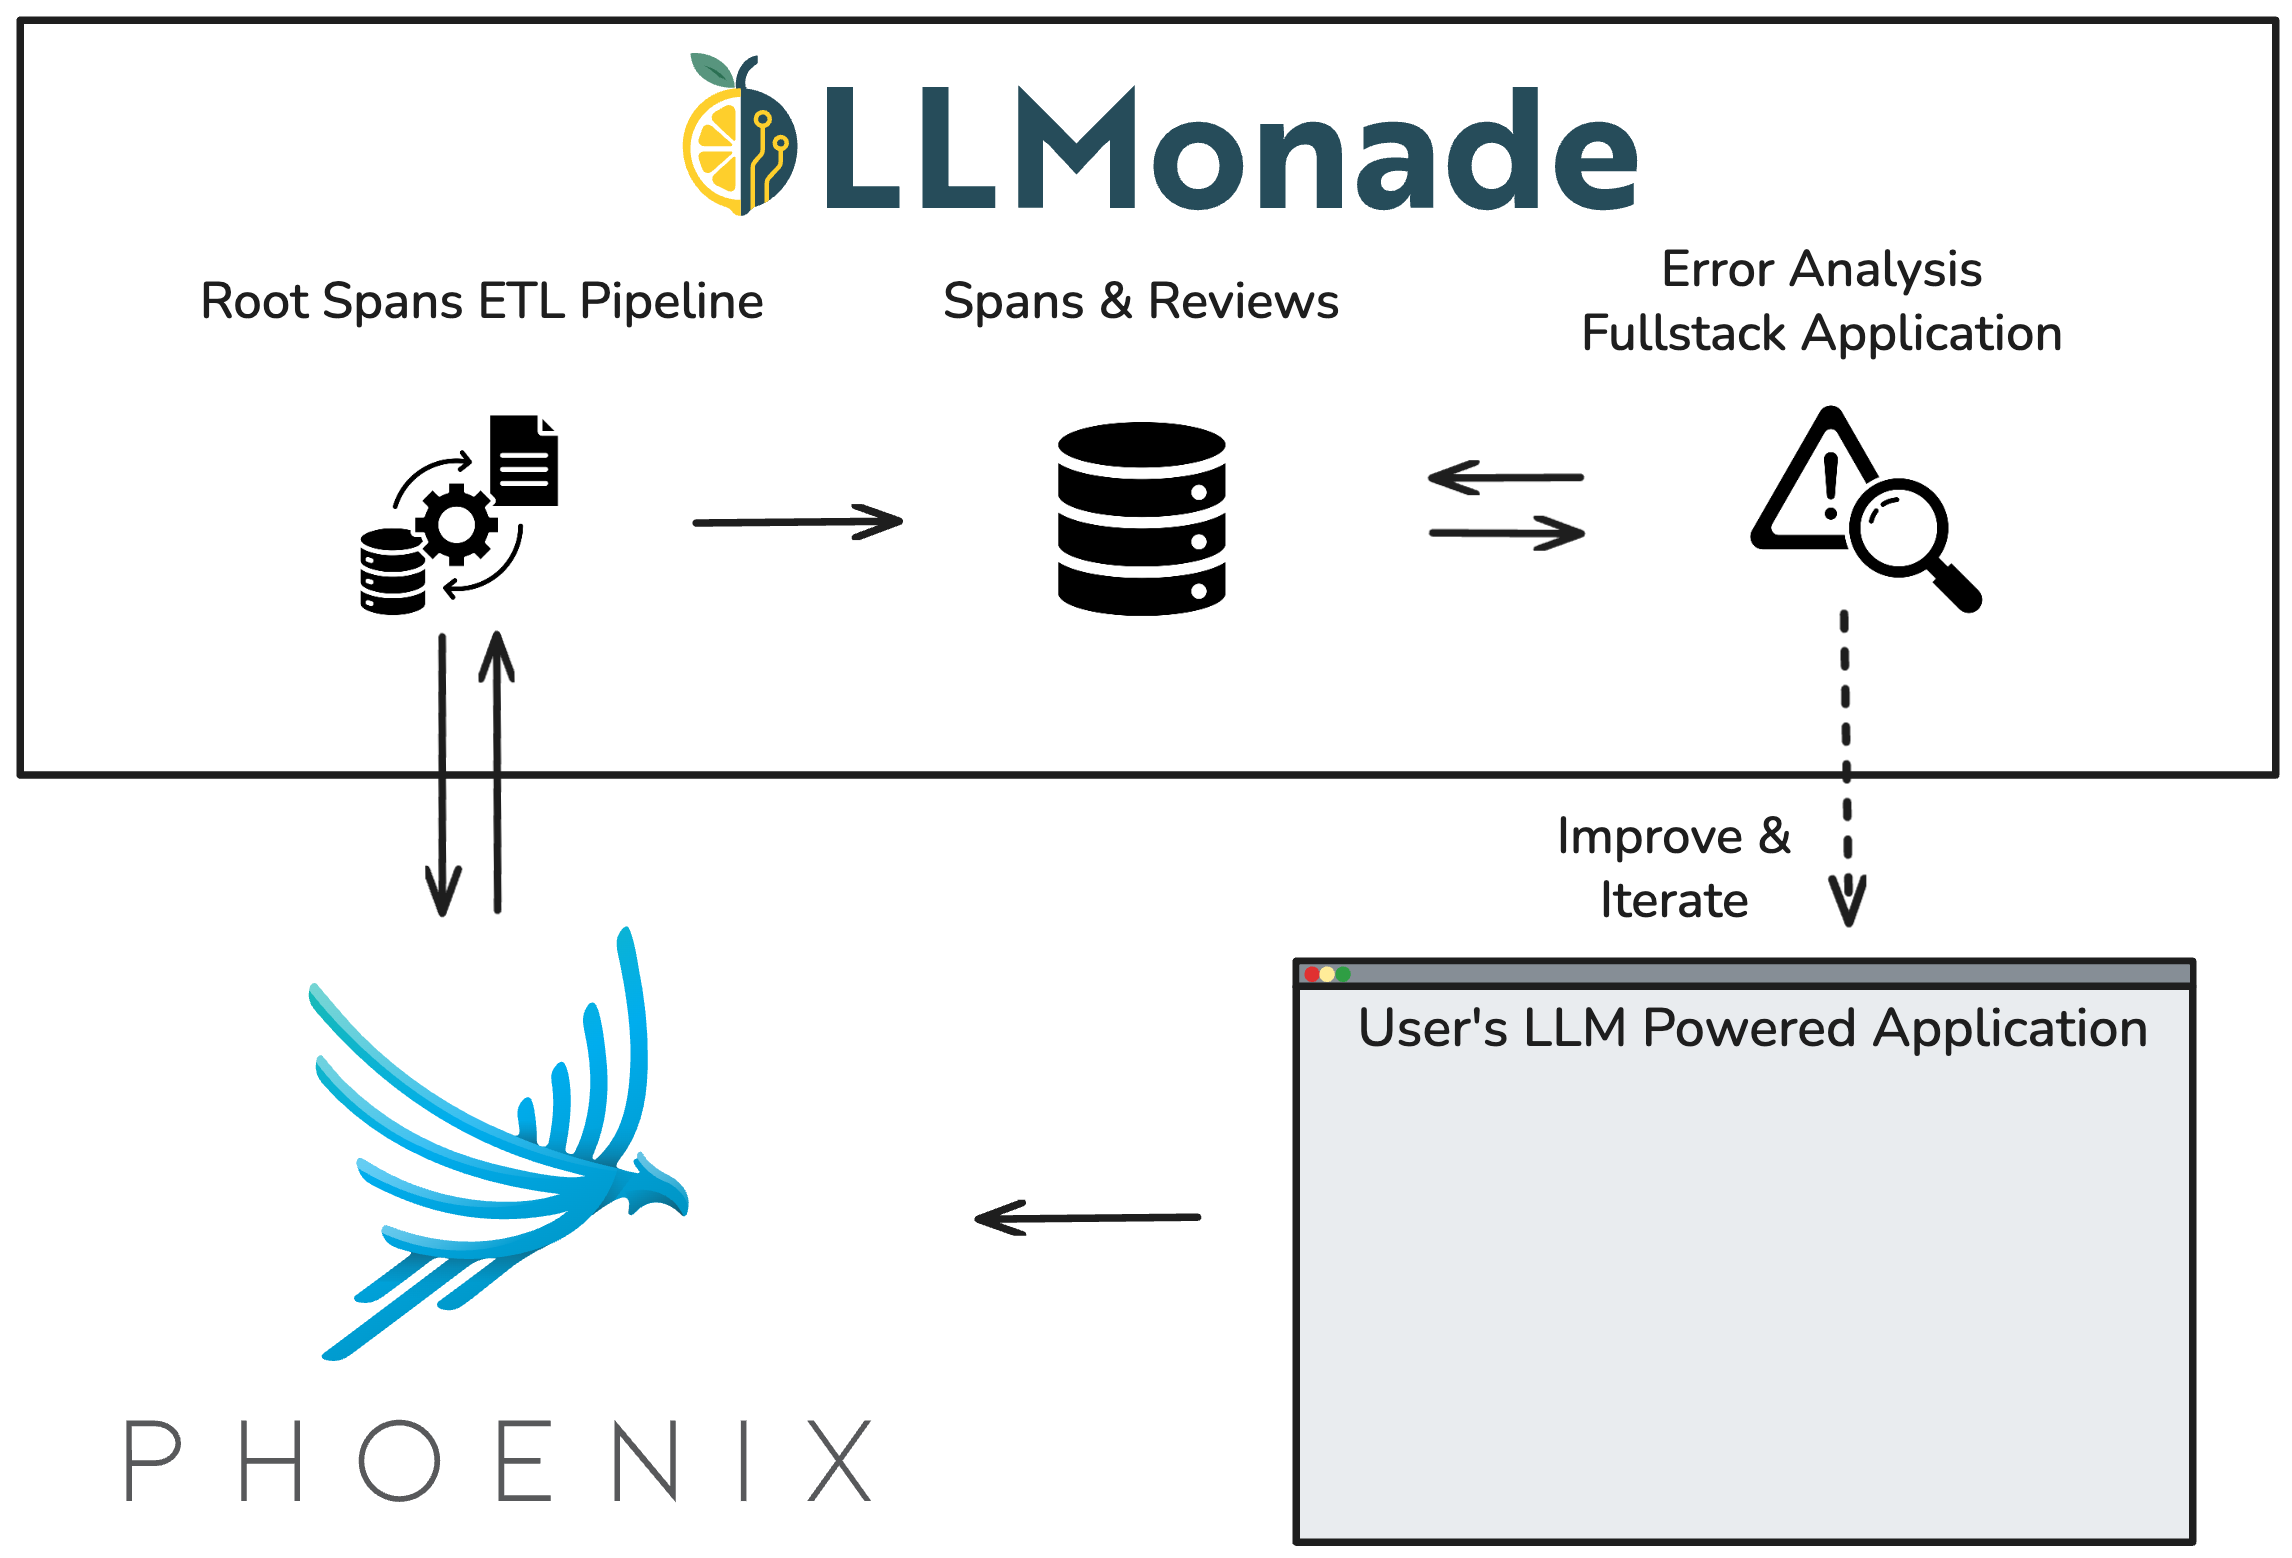 LLMonade
Root Spans ETL Pipeline
Spans & Reviews
Error Analysis
Fullstack Application
Improve &
Iterate
User's LLM Powered Application
PHOENIX